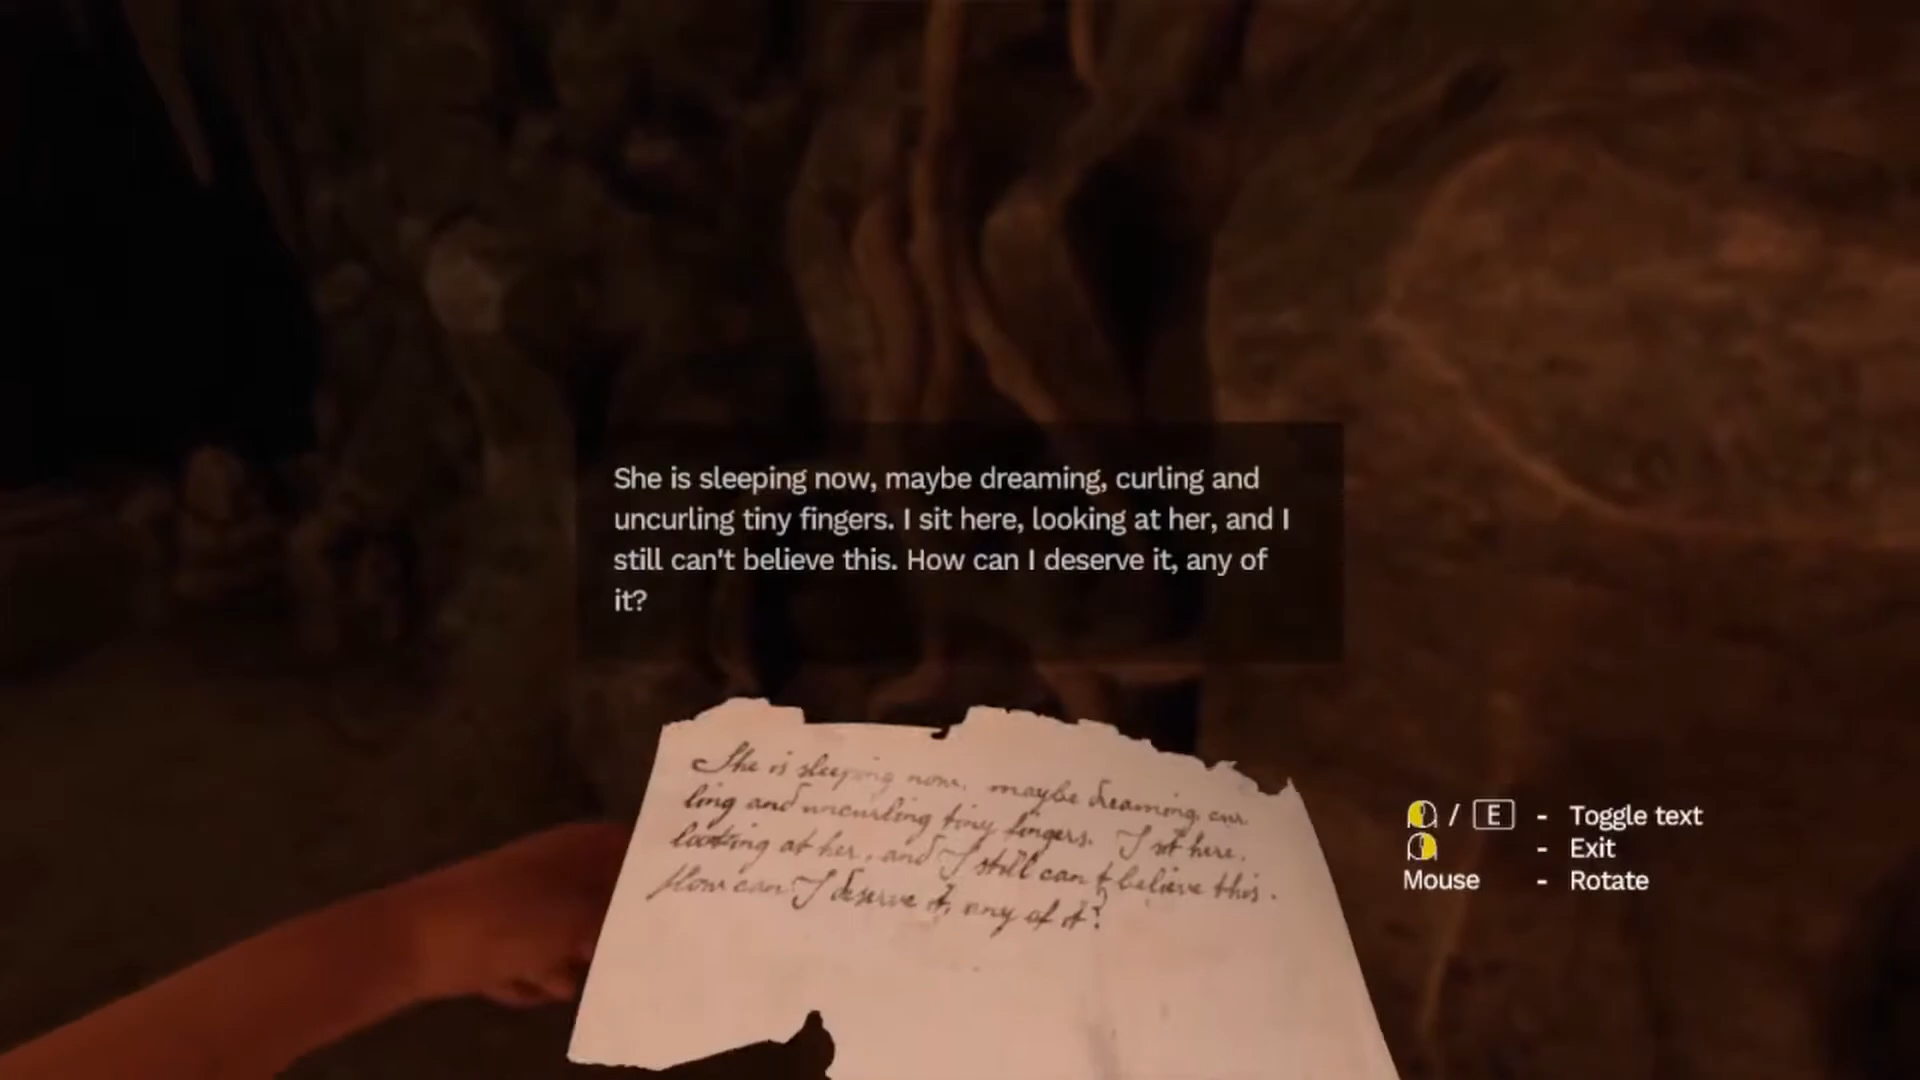 She is sleeping now, maybe dreaming, curling and
uncurling tiny fingers. I sit here, looking at her, and I
still can't believe this. How can I deserve it, any of
it?
She is sleeping now, maybe dreaming, cur
ling and uncurling tiny fingers. I sit here,
looking at her, and I still can't believe this.
How can I deserve it, any of it?
/ E - Toggle text
- Exit
Mouse - Rotate